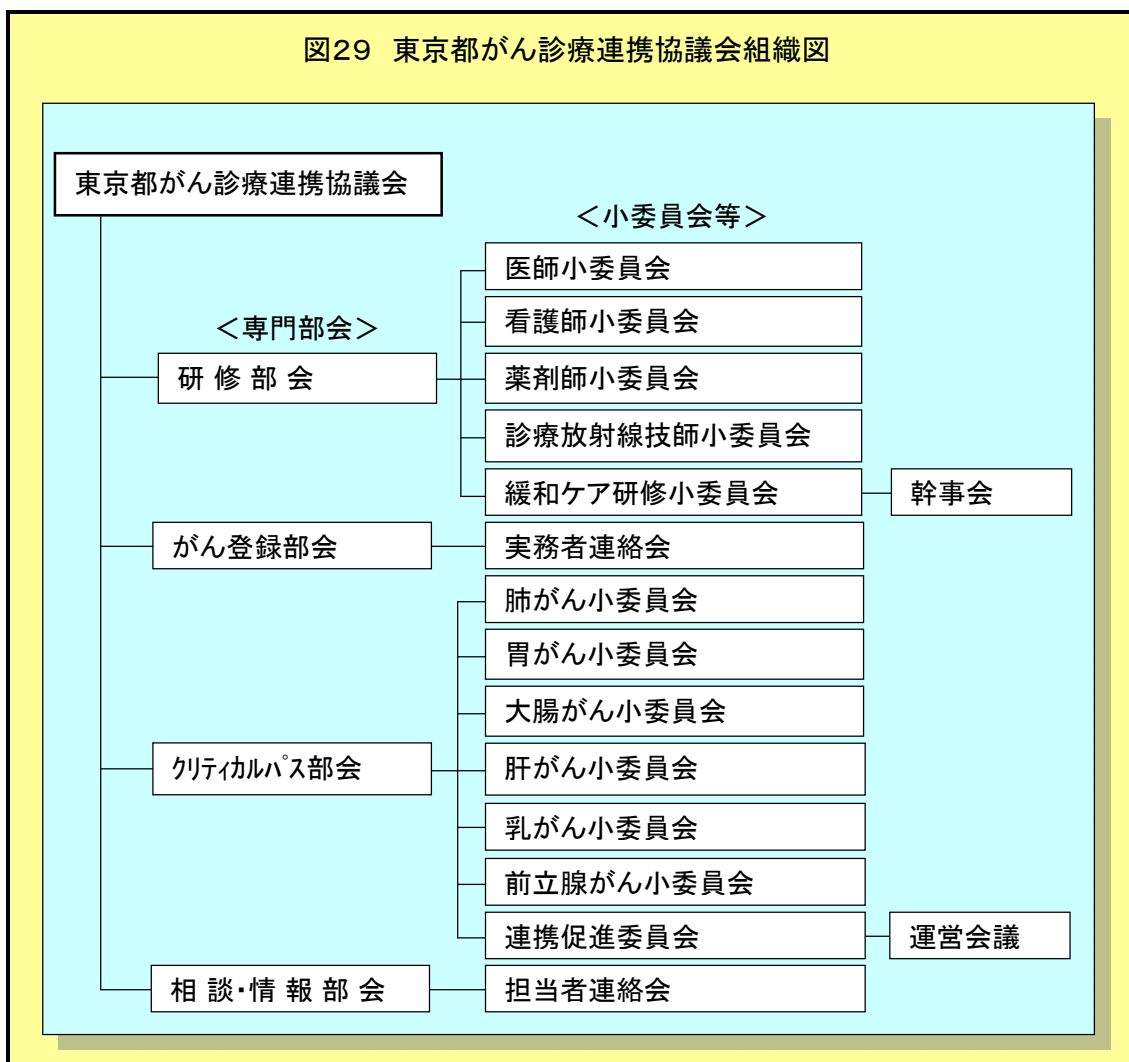 図29 東京都がん診療連携協議会組織図
東京都がん診療連携協議会
＜小委員会等＞
医師小委員会
看護師小委員会
＜専門部会＞
研 修 部 会
薬剤師小委員会
診療放射線技師小委員会
緩和ケア研修小委員会
幹事会
がん登録部会
実務者連絡会
肺がん小委員会
胃がん小委員会
大腸がん小委員会
ｸﾘﾃｨｶﾙﾊﾟｽ部会
肝がん小委員会
乳がん小委員会
前立腺がん小委員会
連携促進委員会
運営会議
相 談・情 報 部 会
担当者連絡会